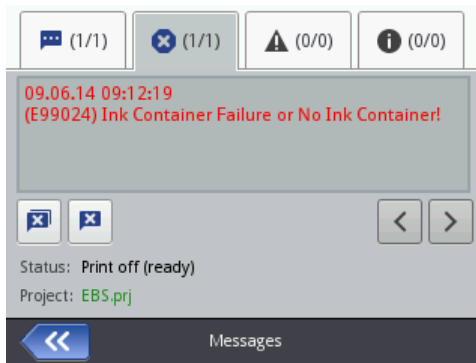 (1/1) (1/1) (0/0) (0/0)
09.06.14 09:12:19
(E99024) Ink Container Failure or No Ink Container!
Status: Print off (ready)
Project: EBS.prj
Messages